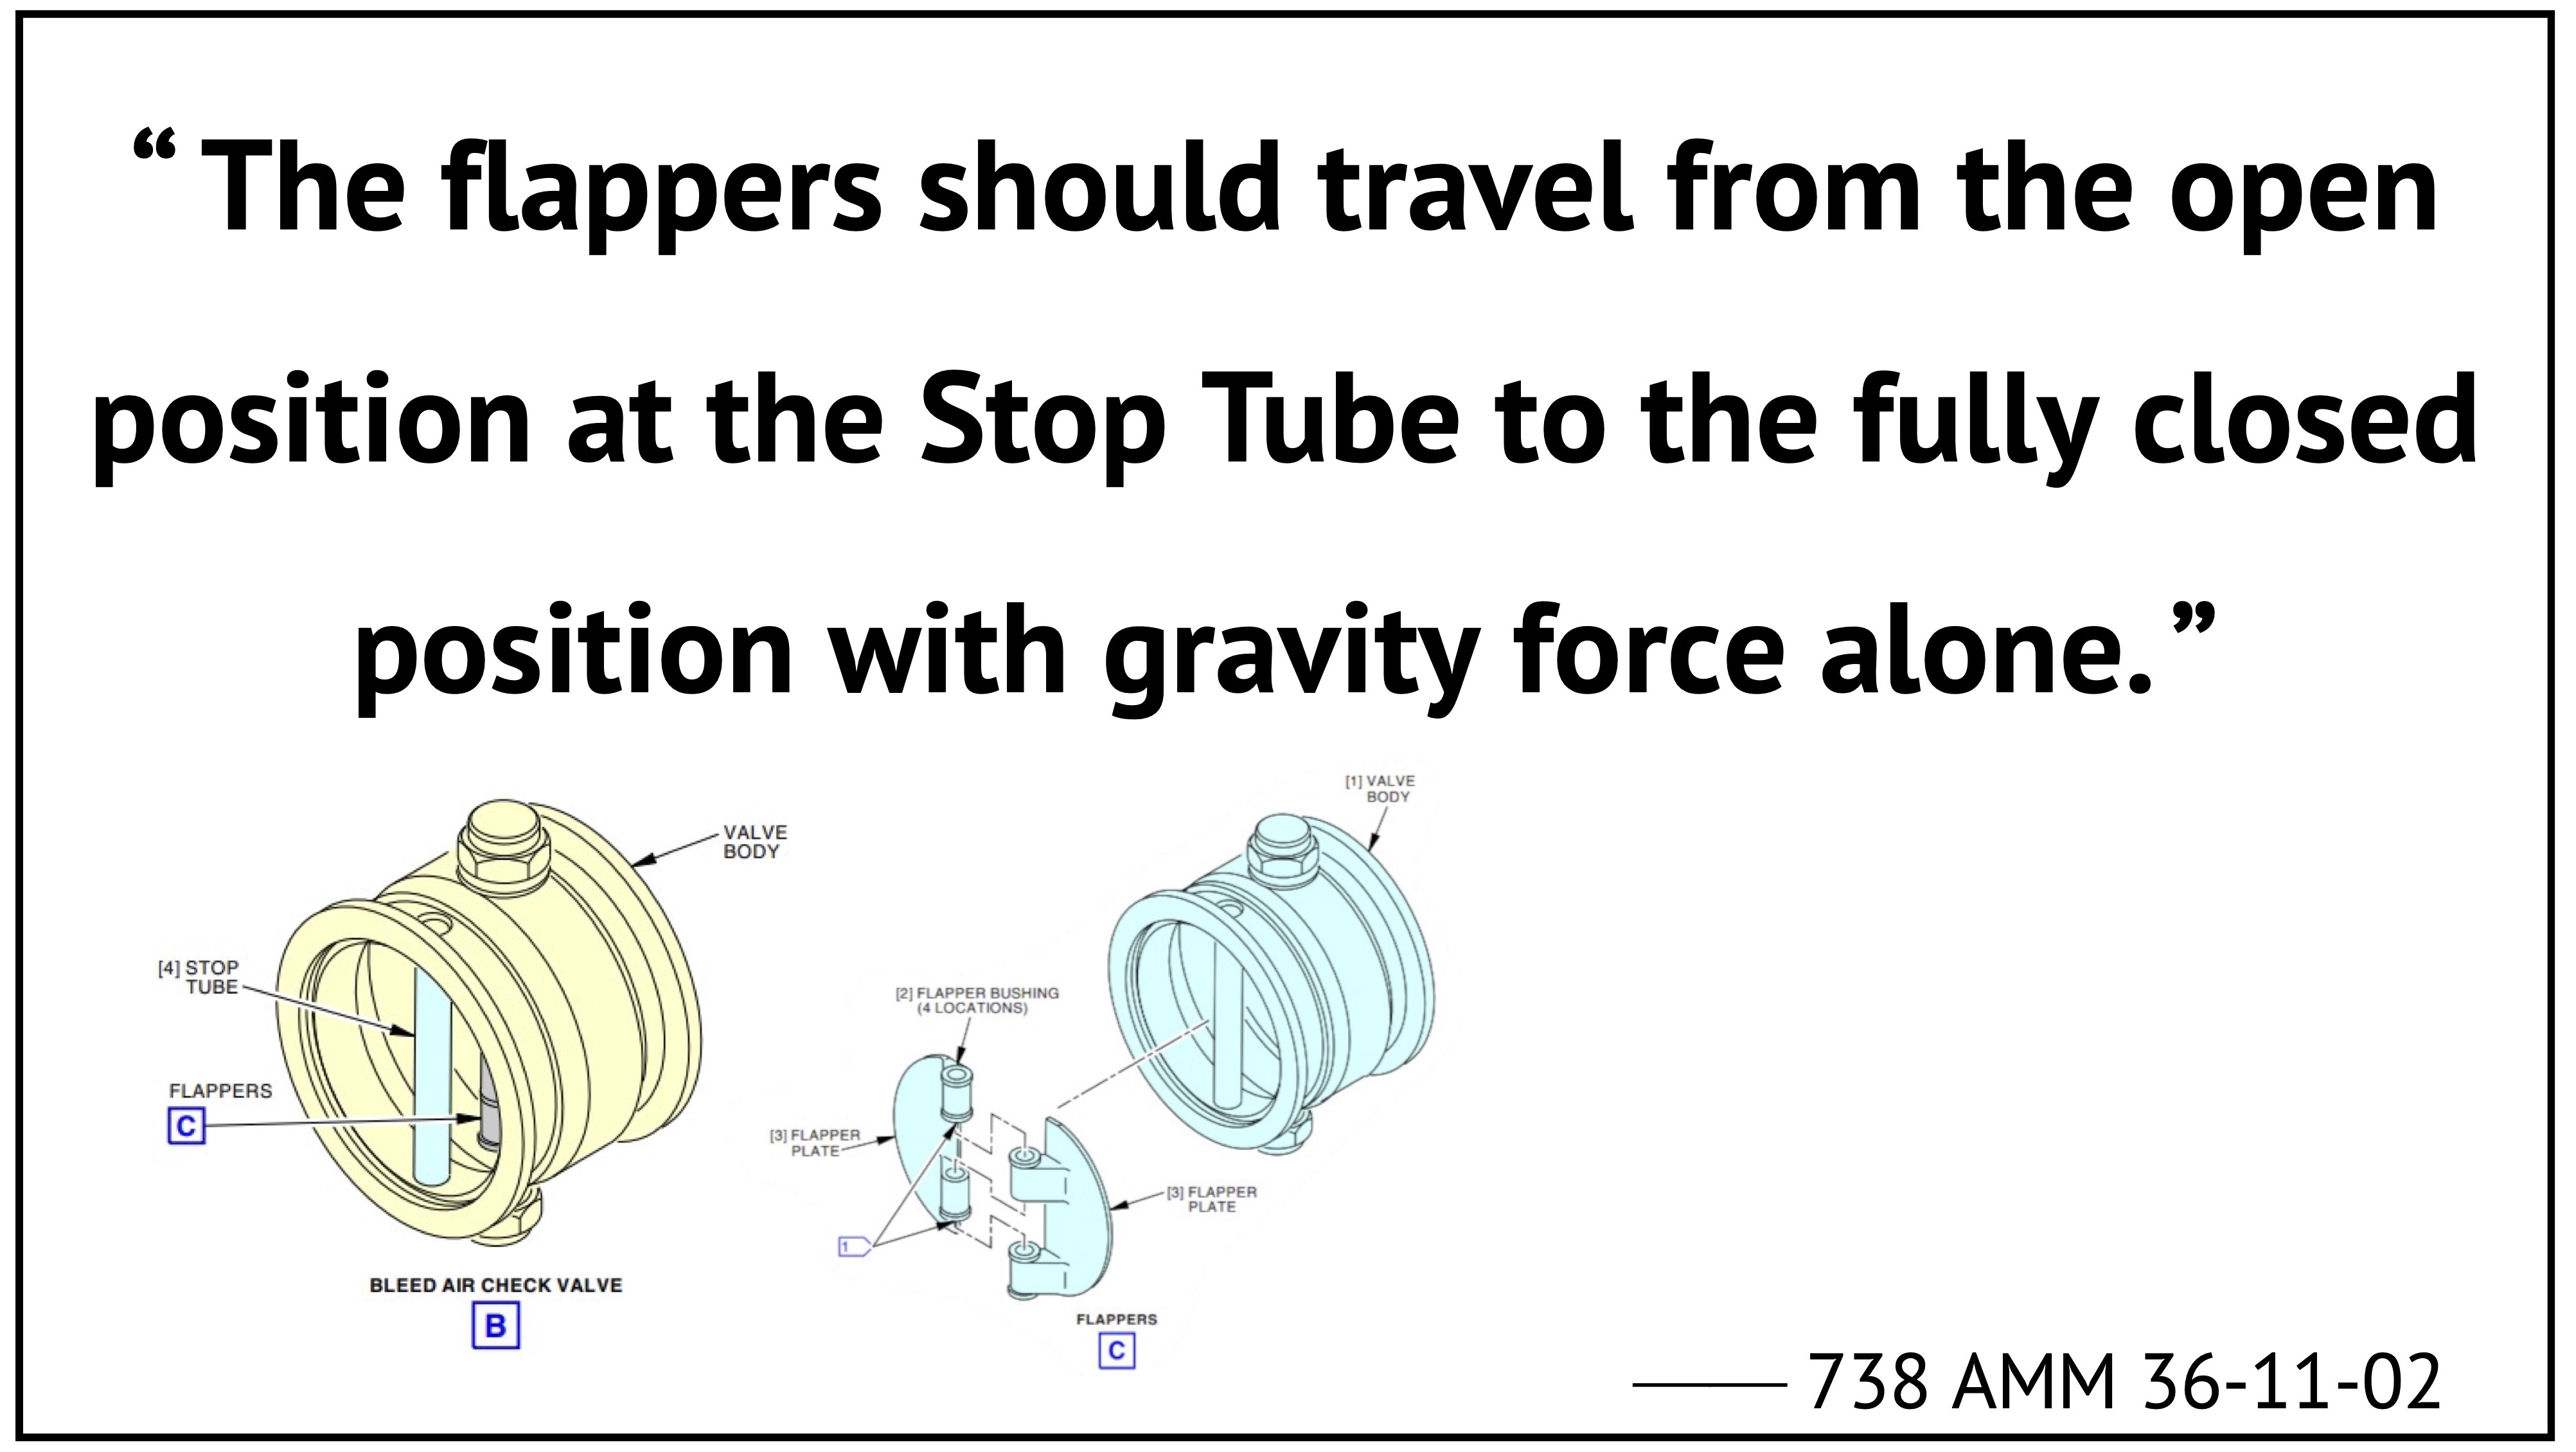 “ The flappers should travel from the open
position at the Stop Tube to the fully closed
position with gravity force alone. ”
VALVE
BODY
[4] STOP
TUBE
FLAPPERS
C
BLEED AIR CHECK VALVE
B
[1] VALVE
BODY
[2] FLAPPER BUSHING
(4 LOCATIONS)
[3] FLAPPER
PLATE
[3] FLAPPER
PLATE
1
FLAPPERS
C
—— 738 AMM 36-11-02